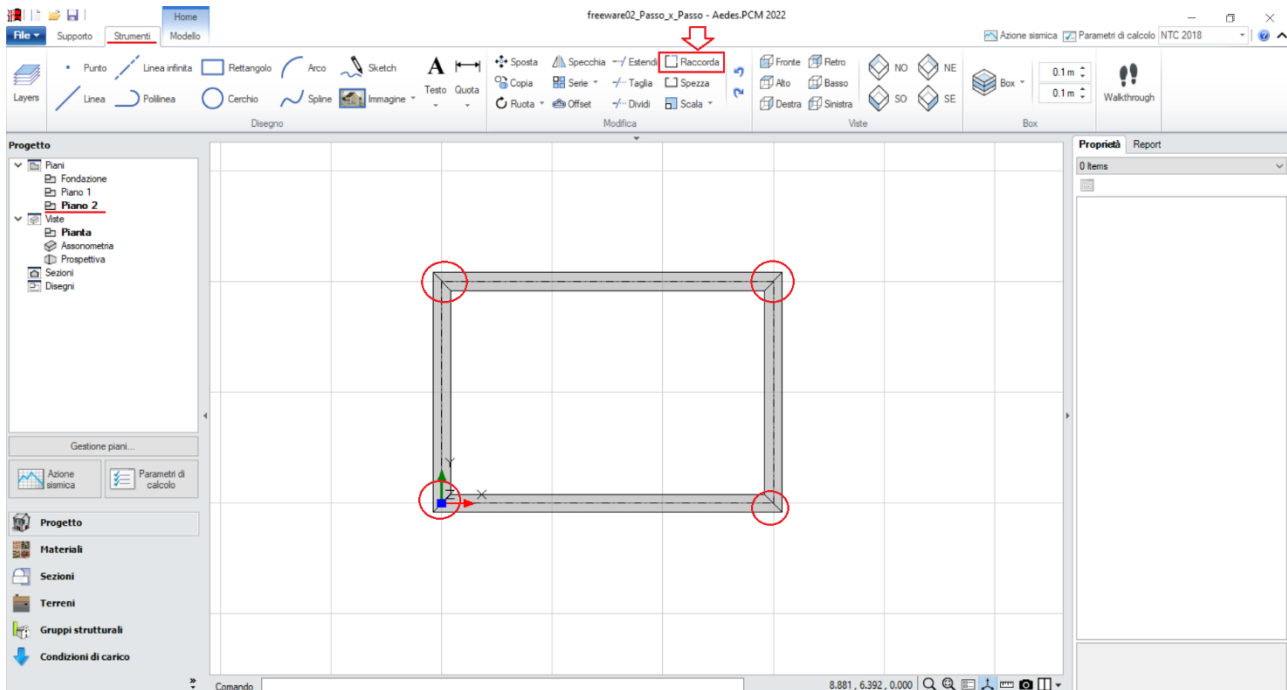 Home
freeware02_Passo_x_Passo - Aedes.PCM 2022
File Supporto Strumenti Modello
Azione sismica Parametri di calcolo NTC 2018
Layers
Punto Linea infinita Rettangolo Arco Sketch
Linea Polilinea Cerchio Spline Immagine
Disegno
A
Testo Quota
Sposta Specchia Estendi Raccorda
Copia Serie Taglia Spezza
Ruota Offset Dividi Scala
Modifica
Fronte Retro NO NE
Alto Basso
Destra Sinistra SO SE
Viste
Box 0.1 m
0.1 m
Box
Walkthrough
Progetto
Piani
Fondazione
Piano 1
Piano 2
Viste
Pianta
Assonometria
Prospettiva
Sezioni
Disegni
Gestione piani...
Azione sismica
Parametri di calcolo
Progetto
Materiali
Sezioni
Terreni
Gruppi strutturali
Condizioni di carico
Y
Z X
Proprietà Report
0 Items
Comando
8.881 , 6.392 , 0.000